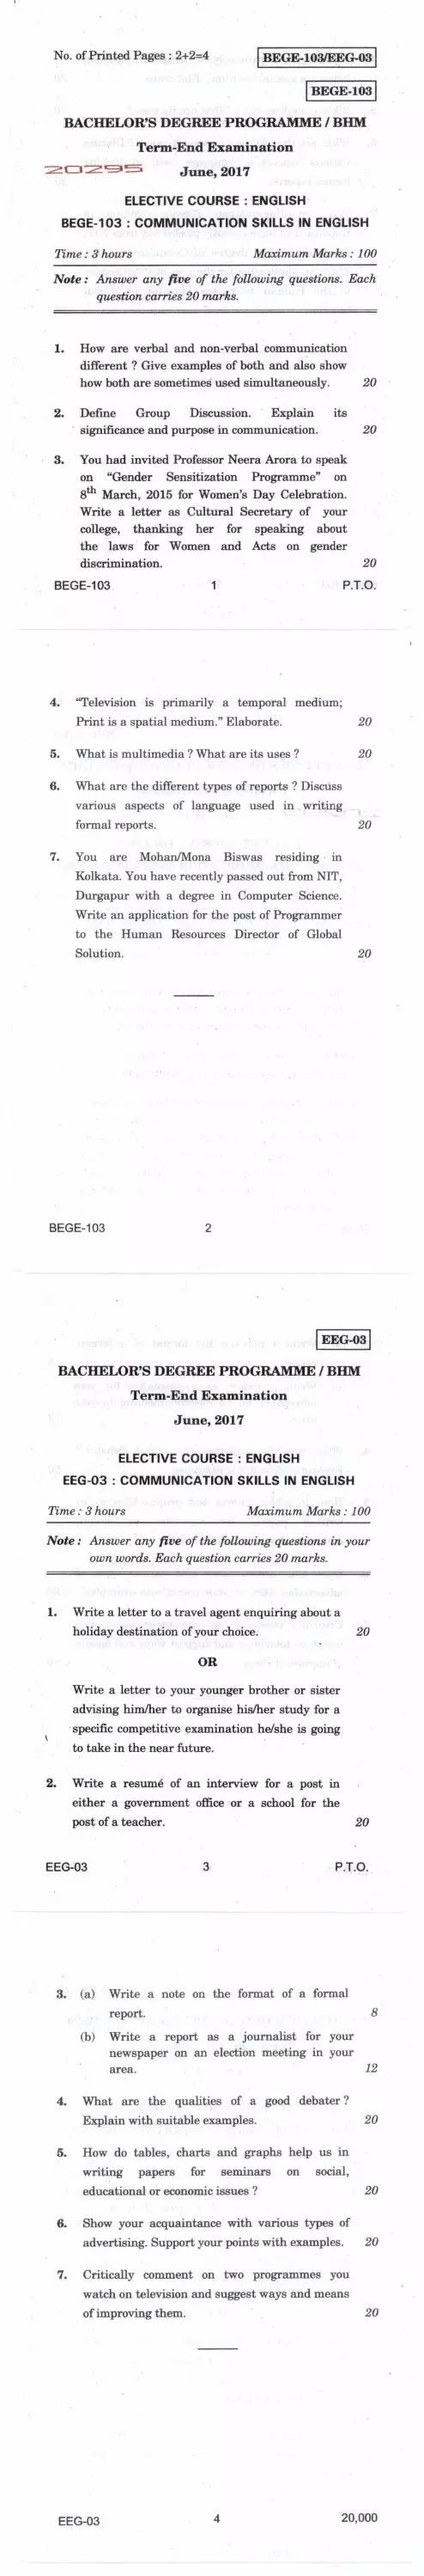 No. of Printed Pages : 2+2=4
BEGE-103/EEG-03
BEGE-103
BACHELOR'S DEGREE PROGRAMME / BHM
Term-End Examination
20295
June, 2017
ELECTIVE COURSE : ENGLISH
BEGE-103 : COMMUNICATION SKILLS IN ENGLISH
Time : 3 hours Maximum Marks : 100
Note : Answer any five of the following questions. Each
question carries 20 marks.
1. How are verbal and non-verbal communication
different ? Give examples of both and also show
how both are sometimes used simultaneously. 20
2. Define Group Discussion. Explain its
significance and purpose in communication. 20
3. You had invited Professor Neera Arora to speak
on "Gender Sensitization Programme" on
8th March, 2015 for Women's Day Celebration.
Write a letter as Cultural Secretary of your
college, thanking her for speaking about
the laws for Women and Acts on gender
discrimination. 20
BEGE-103 1 P.T.O.
4. "Television is primarily a temporal medium;
Print is a spatial medium." Elaborate. 20
5. What is multimedia ? What are its uses ? 20
6. What are the different types of reports ? Discuss
various aspects of language used in writing
formal reports. 20
7. You are Mohan/Mona Biswas residing in
Kolkata. You have recently passed out from NIT,
Durgapur with a degree in Computer Science.
Write an application for the post of Programmer
to the Human Resources Director of Global
Solution. 20
BEGE-103 2
EEG-03
BACHELOR'S DEGREE PROGRAMME / BHM
Term-End Examination
June, 2017
ELECTIVE COURSE : ENGLISH
EEG-03 : COMMUNICATION SKILLS IN ENGLISH
Time : 3 hours Maximum Marks : 100
Note : Answer any five of the following questions in your
own words. Each question carries 20 marks.
1. Write a letter to a travel agent enquiring about a
holiday destination of your choice. 20
OR
Write a letter to your younger brother or sister
advising him/her to organise his/her study for a
specific competitive examination he/she is going
to take in the near future.
2. Write a resumé of an interview for a post in
either a government office or a school for the
post of a teacher. 20
EEG-03 3 P.T.O.
3. (a) Write a note on the format of a formal
report. 8
(b) Write a report as a journalist for your
newspaper on an election meeting in your
area. 12
4. What are the qualities of a good debater ?
Explain with suitable examples. 20
5. How do tables, charts and graphs help us in
writing papers for seminars on social,
educational or economic issues ? 20
6. Show your acquaintance with various types of
advertising. Support your points with examples. 20
7. Critically comment on two programmes you
watch on television and suggest ways and means
of improving them. 20
EEG-03 4 20,000